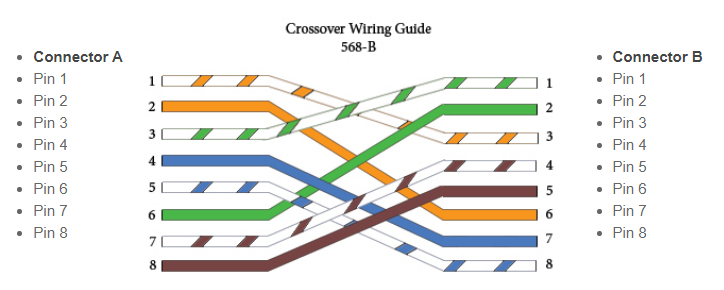 Crossover Wiring Guide
568-B
Connector A
Pin 1
Pin 2
Pin 3
Pin 4
Pin 5
Pin 6
Pin 7
Pin 8
1
2
3
4
5
6
7
8
1
2
3
4
5
6
7
8
Connector B
Pin 1
Pin 2
Pin 3
Pin 4
Pin 5
Pin 6
Pin 7
Pin 8